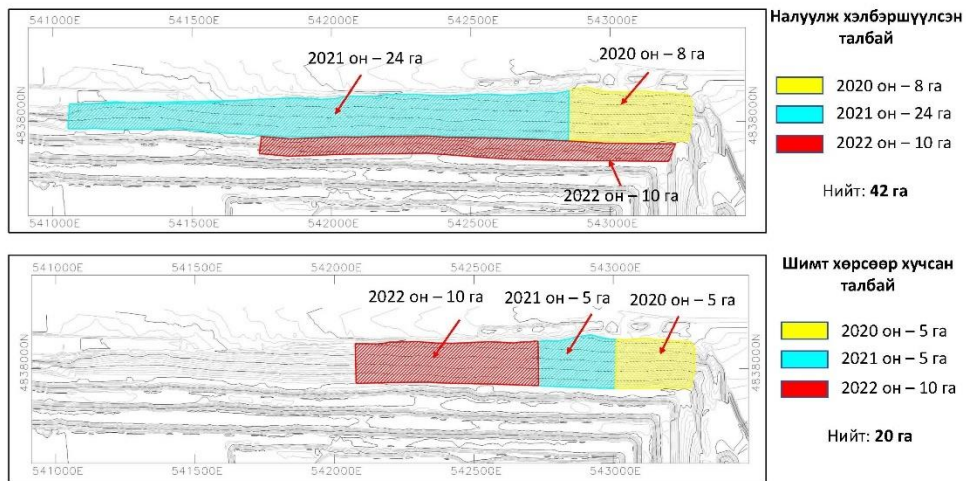 541000E 541500E 542000E 542500E 543000E
2021 он – 24 га
2020 он – 8 га
4838000N
4838000N
2022 он – 10 га
541000E 541500E 542000E 542500E 543000E
Налуулж хэлбэршүүлсэн
талбай
2020 он – 8 га
2021 он – 24 га
2022 он – 10 га
Нийт: 42 га
541000E 541500E 542000E 542500E 543000E
2022 он – 10 га
2021 он – 5 га
2020 он – 5 га
4838000N
4838000N
541000E 541500E 542000E 542500E 543000E
Шимт хөрсөөр хучсан
талбай
2020 он – 5 га
2021 он – 5 га
2022 он – 10 га
Нийт: 20 га